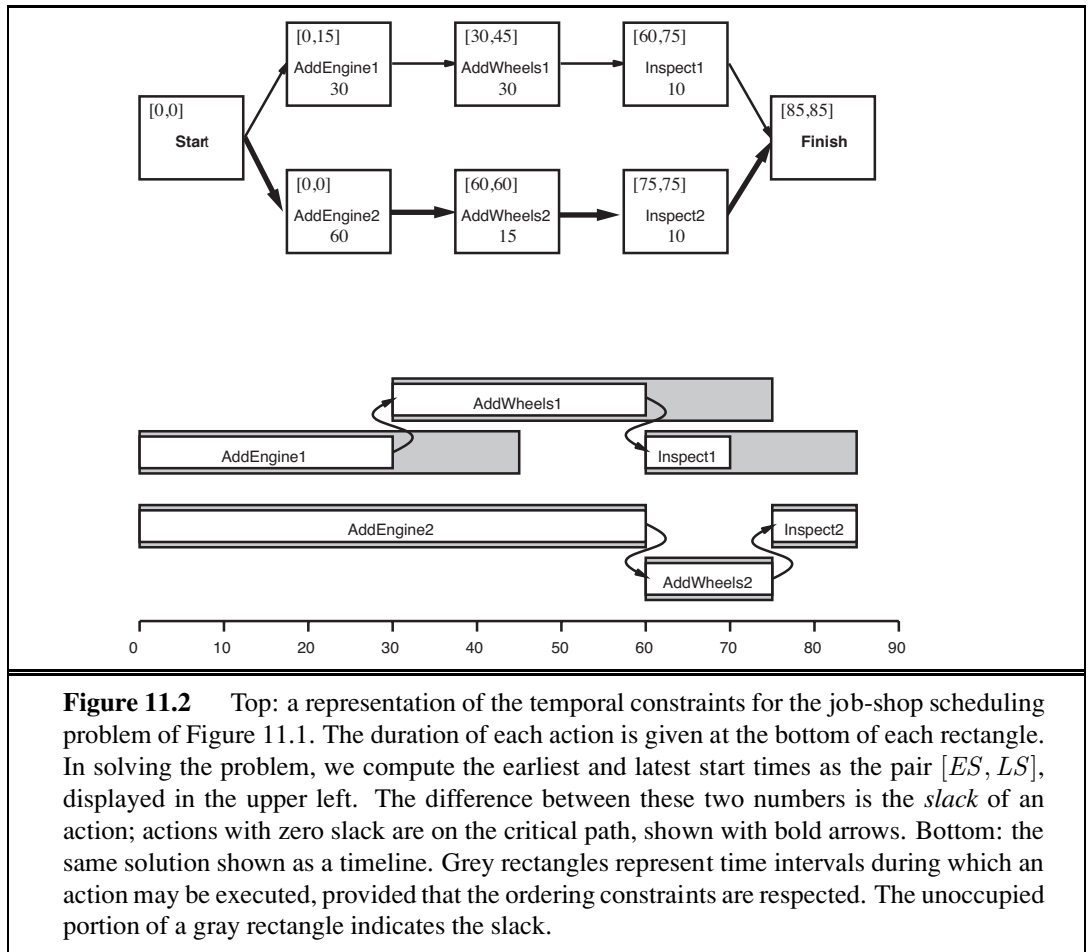 [0,15]
AddEngine1
30
[30,45]
AddWheels1
30
[60,75]
Inspect1
10
[0,0]
Start
[85,85]
Finish
[0,0]
AddEngine2
60
[60,60]
AddWheels2
15
[75,75]
Inspect2
10
AddWheels1
AddEngine1
Inspect1
AddEngine2
Inspect2
AddWheels2
0 10 20 30 40 50 60 70 80 90
Figure 11.2 Top: a representation of the temporal constraints for the job-shop scheduling
problem of Figure 11.1. The duration of each action is given at the bottom of each rectangle.
In solving the problem, we compute the earliest and latest start times as the pair [ES, LS],
displayed in the upper left. The difference between these two numbers is the slack of an
action; actions with zero slack are on the critical path, shown with bold arrows. Bottom: the
same solution shown as a timeline. Grey rectangles represent time intervals during which an
action may be executed, provided that the ordering constraints are respected. The unoccupied
portion of a gray rectangle indicates the slack.